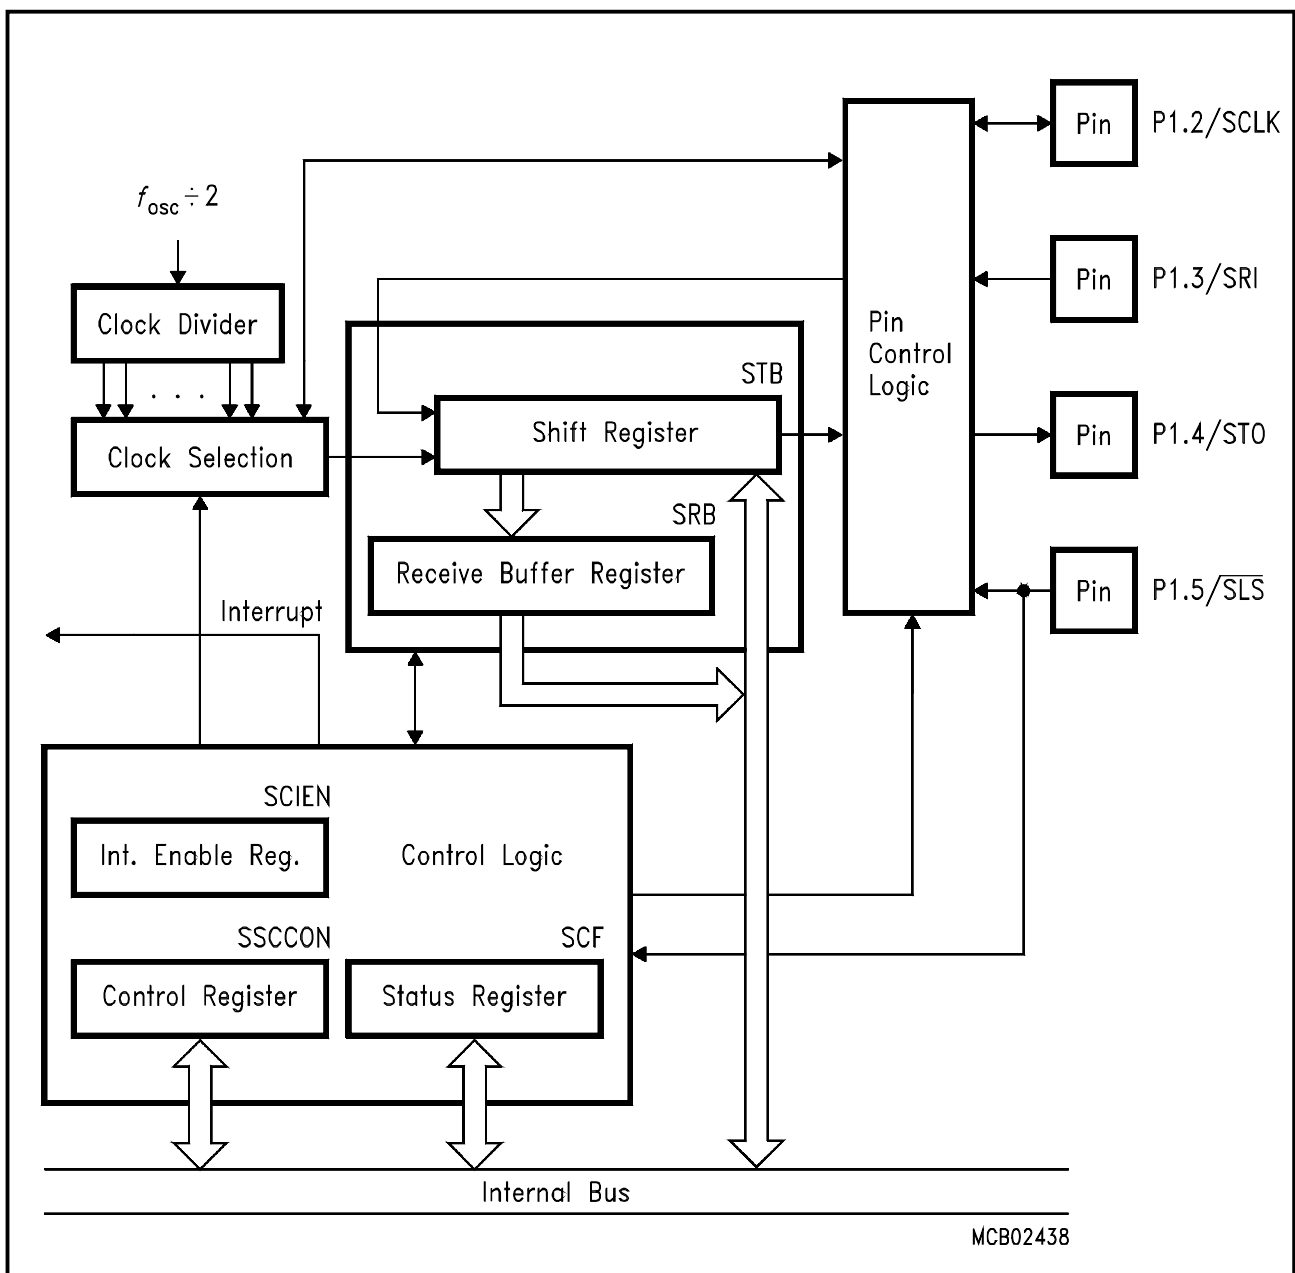 Pin P1.2/SCLK
fosc ÷ 2
Pin P1.3/SRI
Clock Divider
Pin
Control
Logic
STB
. . .
Shift Register
Pin P1.4/STO
Clock Selection
SRB
Receive Buffer Register
Pin P1.5/SLS
Interrupt
SCIEN
Int. Enable Reg.
Control Logic
SSCCON
SCF
Control Register
Status Register
Internal Bus
MCB02438